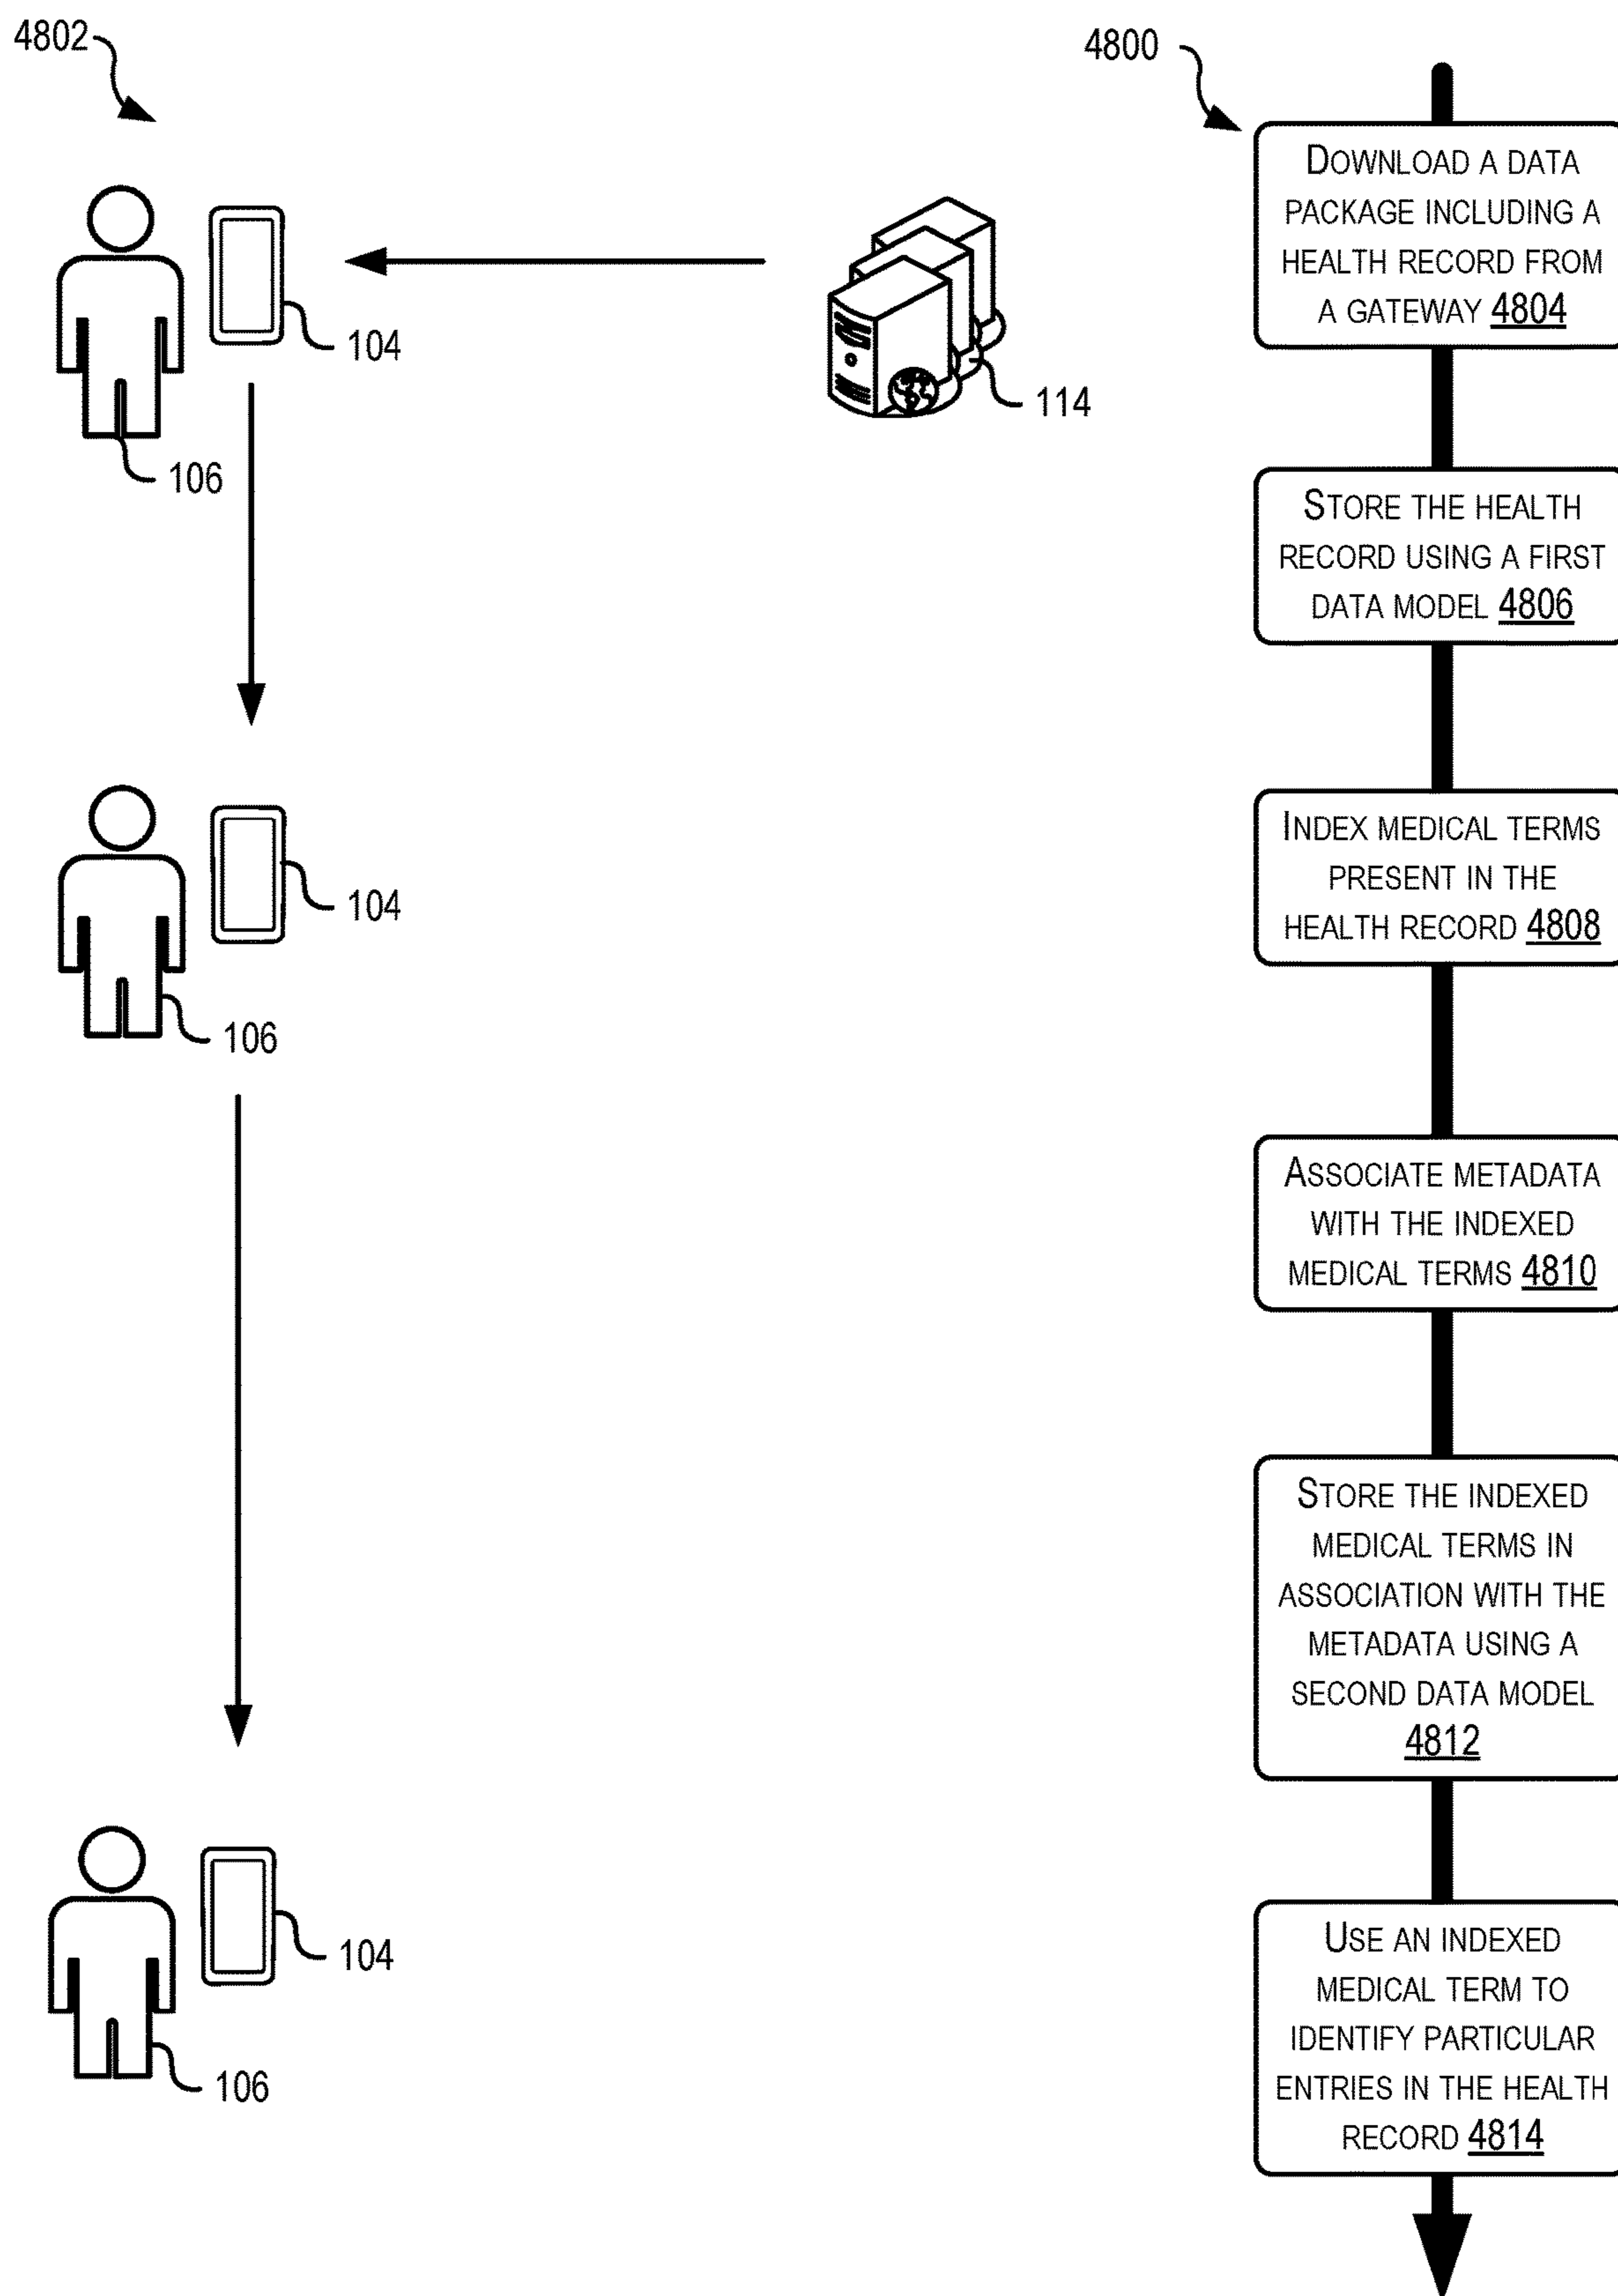 4802
4800
104
106
114
104
106
104
106
DOWNLOAD A DATA
PACKAGE INCLUDING A
HEALTH RECORD FROM
A GATEWAY 4804
STORE THE HEALTH
RECORD USING A FIRST
DATA MODEL 4806
INDEX MEDICAL TERMS
PRESENT IN THE
HEALTH RECORD 4808
ASSOCIATE METADATA
WITH THE INDEXED
MEDICAL TERMS 4810
STORE THE INDEXED
MEDICAL TERMS IN
ASSOCIATION WITH THE
METADATA USING A
SECOND DATA MODEL
4812
USE AN INDEXED
MEDICAL TERM TO
IDENTIFY PARTICULAR
ENTRIES IN THE HEALTH
RECORD 4814